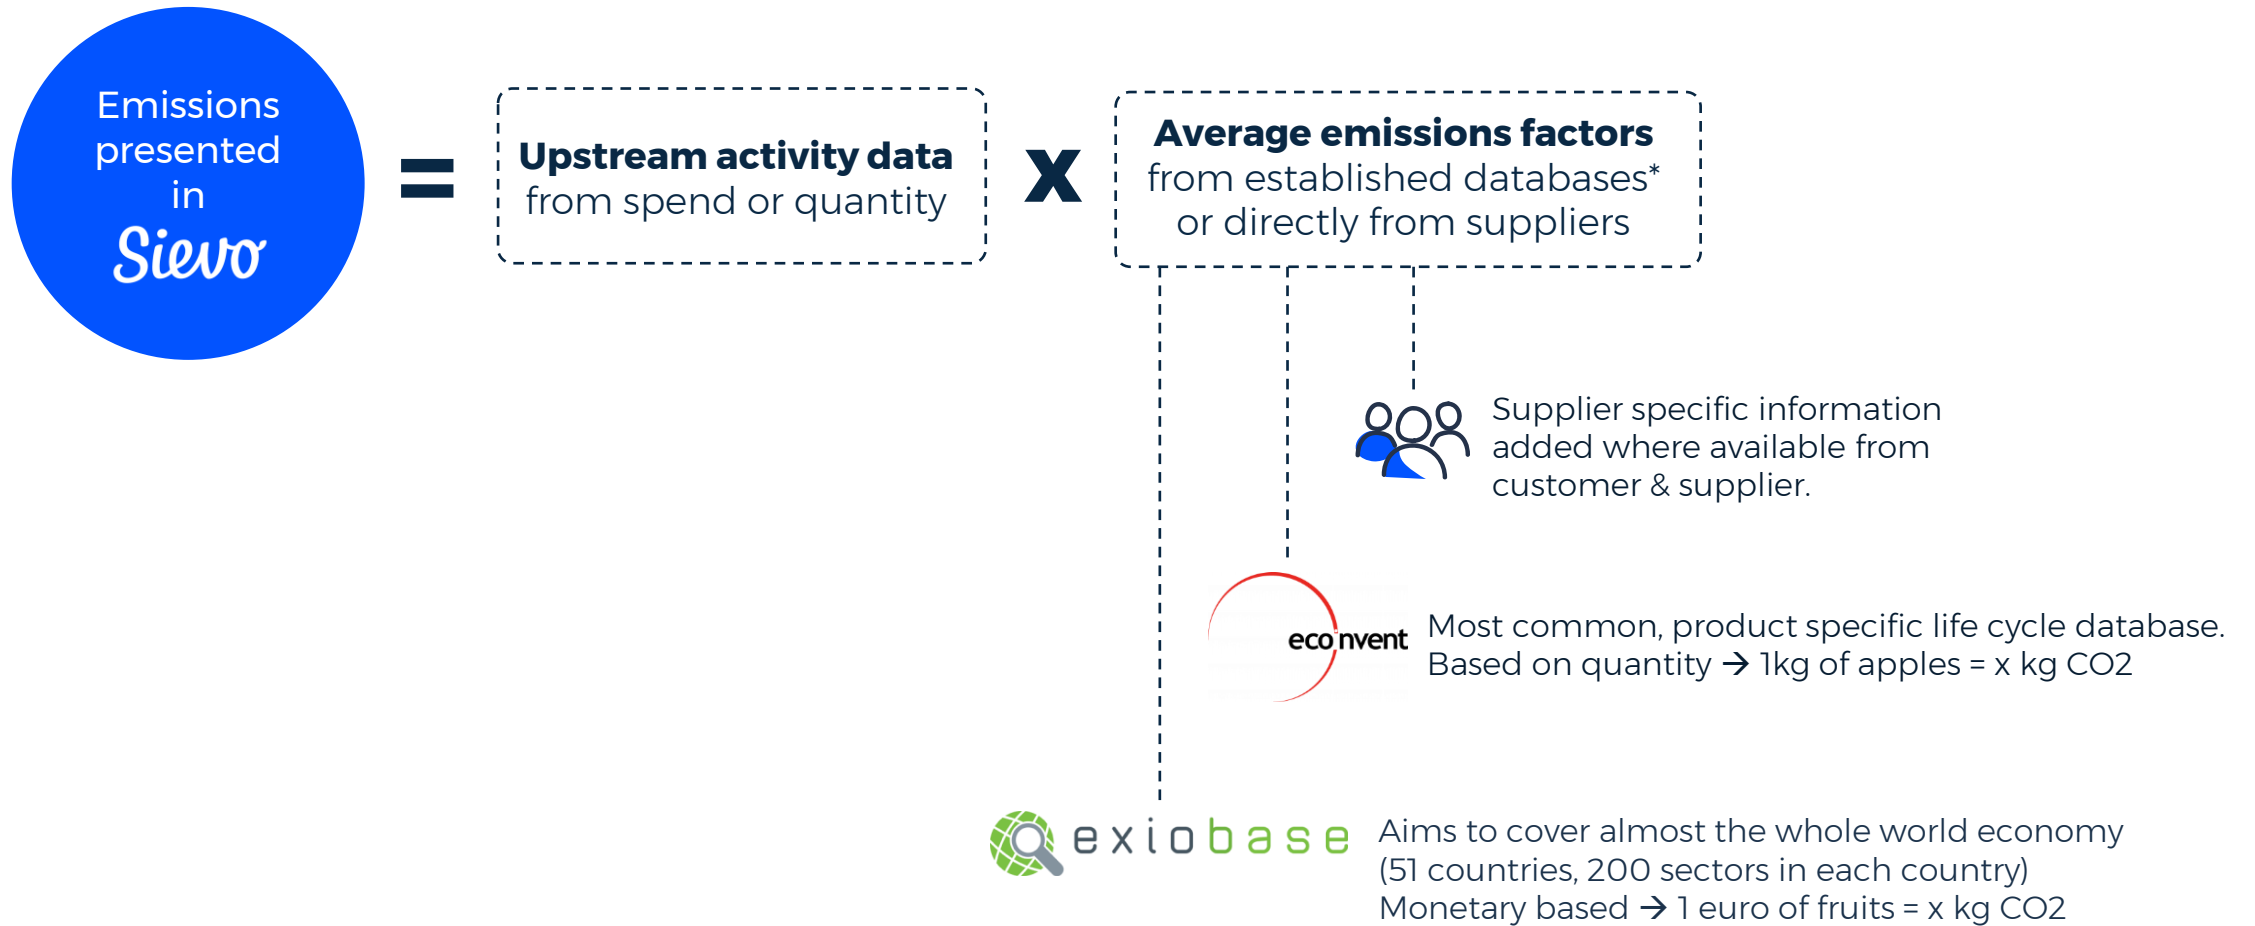 Emissions
presented
in
Sievo
=
Upstream activity data
from spend or quantity
x
Average emissions factors
from established databases*
or directly from suppliers
Supplier specific information
added where available from
customer & supplier.
ecoinvent
Most common, product specific life cycle database.
Based on quantity → 1kg of apples = x kg CO2
exiobase
Aims to cover almost the whole world economy
(51 countries, 200 sectors in each country)
Monetary based → 1 euro of fruits = x kg CO2